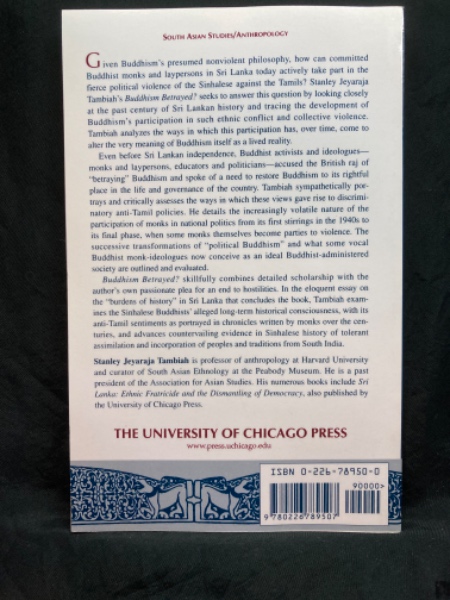 SOUTH ASIAN STUDIES/ANTHROPOLOGY
Given Buddhism's presumed nonviolent philosophy, how can committed
Buddhist monks and laypersons in Sri Lanka today actively take part in the
fierce political violence of the Sinhalese against the Tamils? Stanley Jeyaraja
Tambiah's Buddhism Betrayed? seeks to answer this question by looking closely
at the past century of Sri Lankan history and tracing the development of
Buddhism's participation in such ethnic conflict and collective violence.
Tambiah analyzes the ways in which this participation has, over time, come to
alter the very meaning of Buddhism itself as a lived reality.
Even before Sri Lankan independence, Buddhist activists and ideologues—
monks and laypersons, educators and politicians—accused the British raj of
"betraying" Buddhism and spoke of a need to restore Buddhism to its rightful
place in the life and governance of the country. Tambiah sympathetically por-
trays and critically assesses the ways in which these views gave rise to discrimi-
natory anti-Tamil policies. He details the increasingly volatile nature of the
participation of monks in national politics from its first stirrings in the 1940s to
its final phase, when some monks themselves become parties to violence. The
successive transformations of "political Buddhism" and what some vocal
Buddhist monk-ideologues now conceive as an ideal Buddhist-administered
society are outlined and evaluated.
Buddhism Betrayed? skillfully combines detailed scholarship with the
author's own passionate plea for an end to hostilities. In the eloquent essay on
the "burdens of history" in Sri Lanka that concludes the book, Tambiah exam-
ines the Sinhalese Buddhists' alleged long-term historical consciousness, with its
anti-Tamil sentiments as portrayed in chronicles written by monks over the cen-
turies, and advances countervailing evidence in Sinhalese history of tolerant
assimilation and incorporation of peoples and traditions from South India.
Stanley Jeyaraja Tambiah is professor of anthropology at Harvard University
and curator of South Asian Ethnology at the Peabody Museum. He is a past
president of the Association for Asian Studies. His numerous books include Sri
Lanka: Ethnic Fratricide and the Dismantling of Democracy, also published by
the University of Chicago Press.
THE UNIVERSITY OF CHICAGO PRESS
www.press.uchicago.edu
ISBN 0-226-78950-0
90000>
9 780226 789507